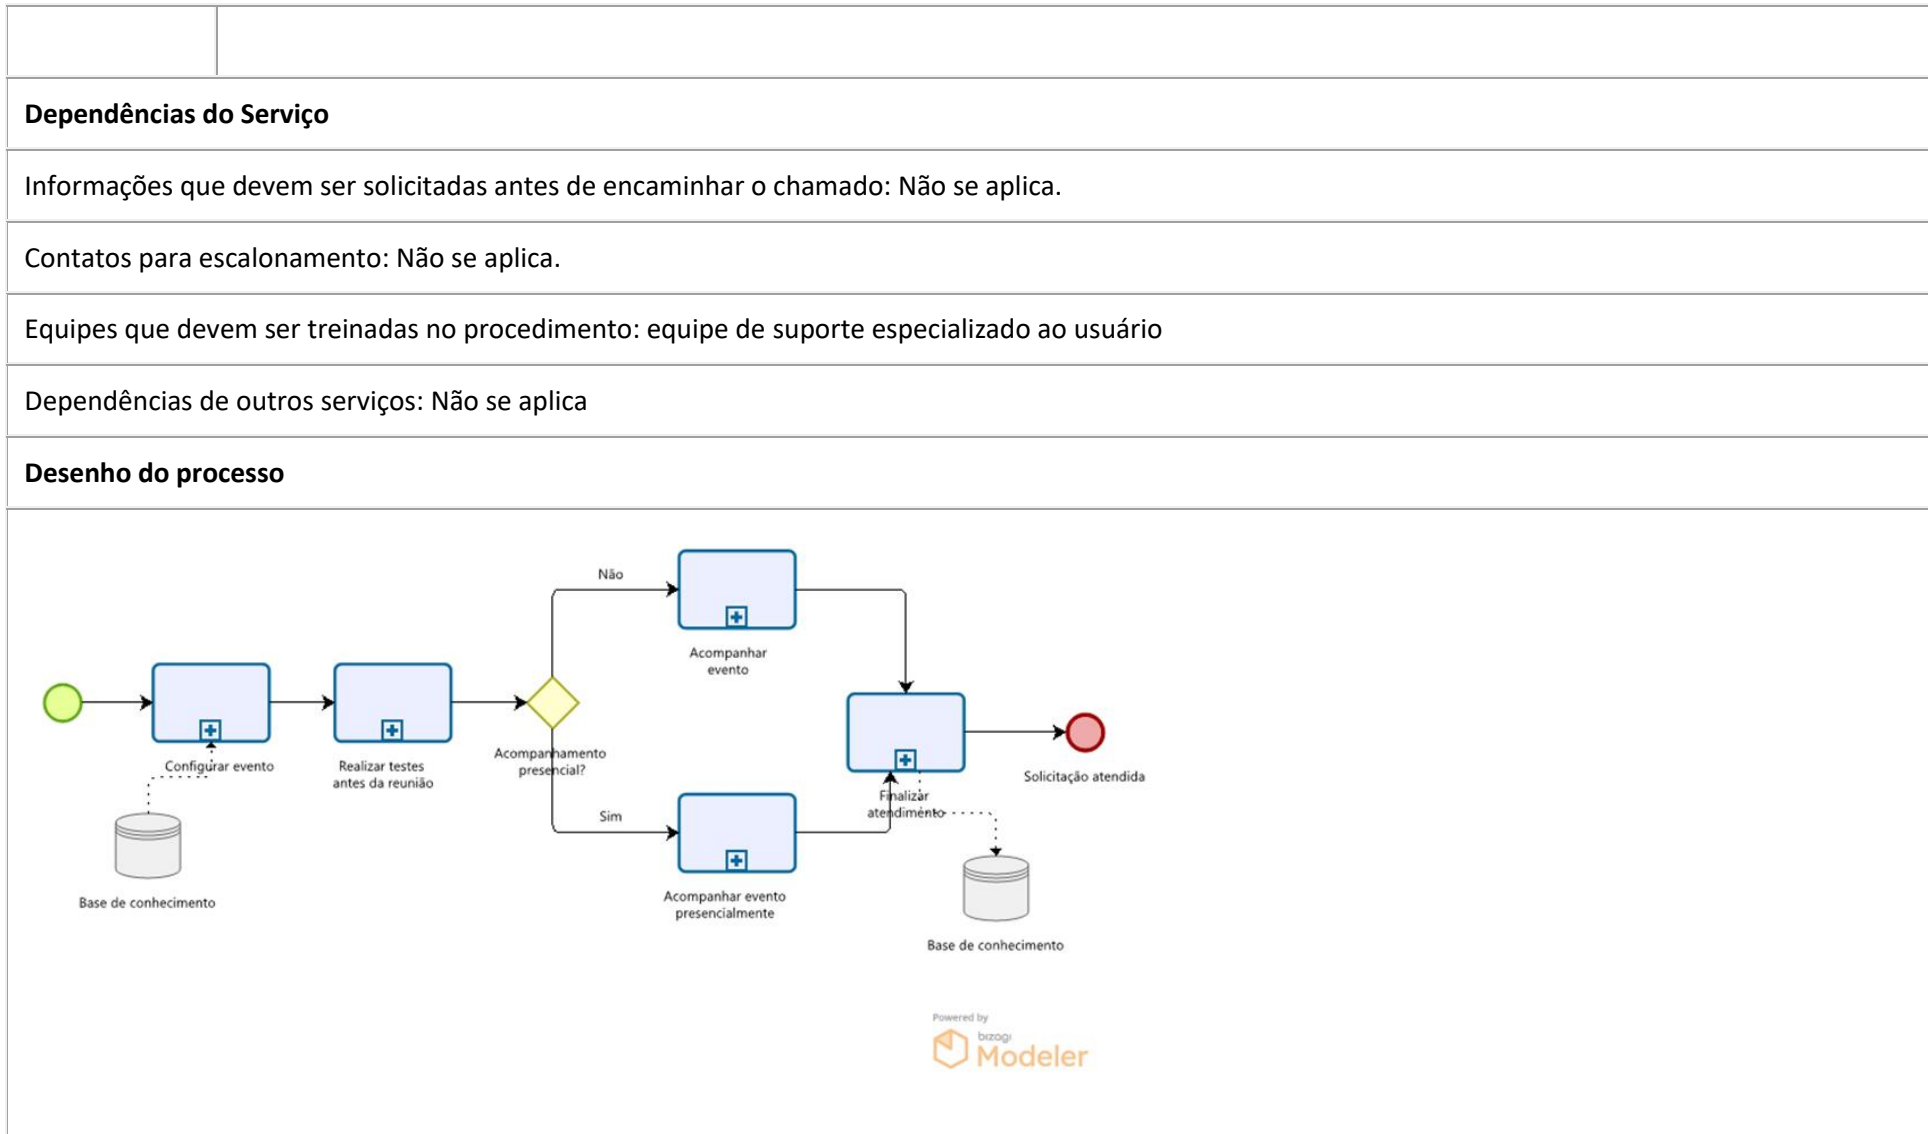 Dependências do Serviço
Informações que devem ser solicitadas antes de encaminhar o chamado: Não se aplica.
Contatos para escalonamento: Não se aplica.
Equipes que devem ser treinadas no procedimento: equipe de suporte especializado ao usuário
Dependências de outros serviços: Não se aplica
Desenho do processo
Não
Acompanhar
evento
Configurar evento
Realizar testes
antes da reunião
Acompanhamento
presencial?
Sim
Acompanhar evento
presencialmente
Finalizar
atendimento
Solicitação atendida
Base de conhecimento
Base de conhecimento
Powered by
bizagi
Modeler